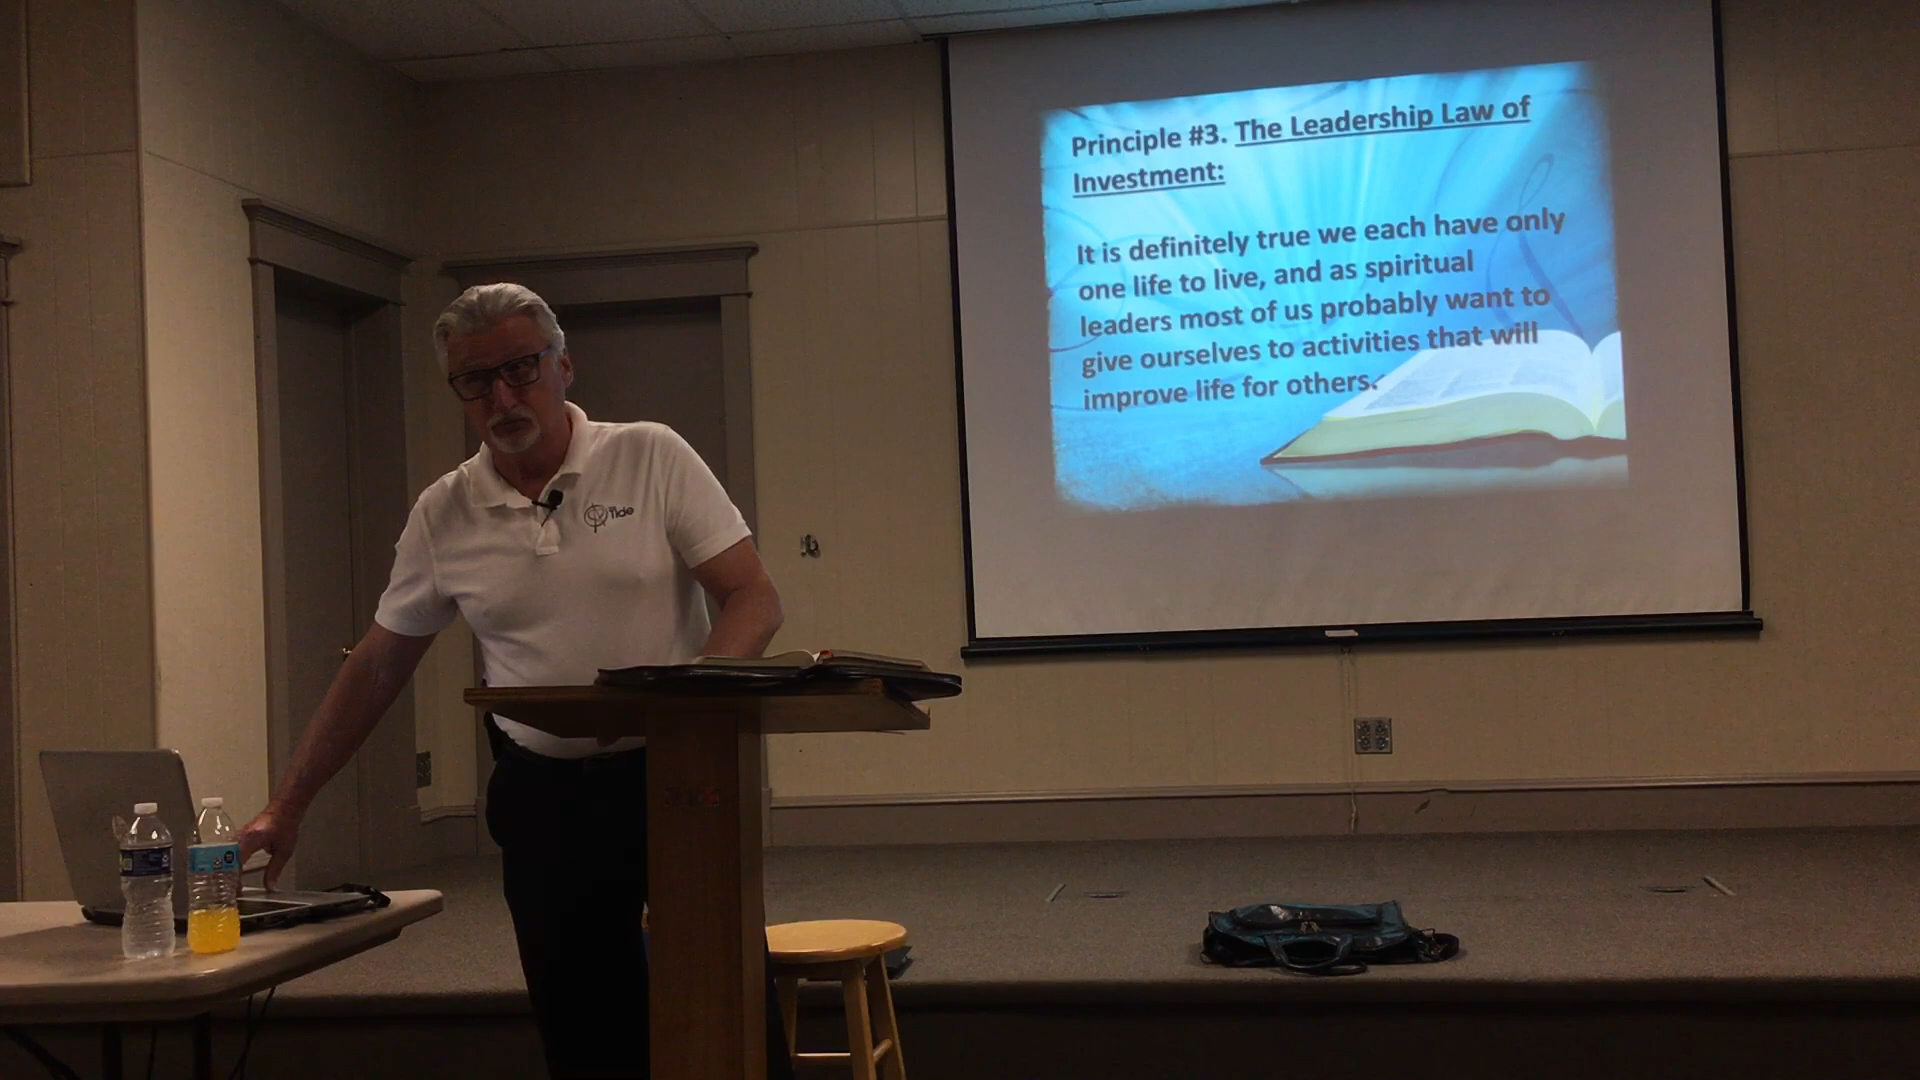 Principle #3. The Leadership Law of
Investment:
It is definitely true we each have only
one life to live, and as spiritual
leaders most of us probably want to
give ourselves to activities that will
improve life for others.
Tide